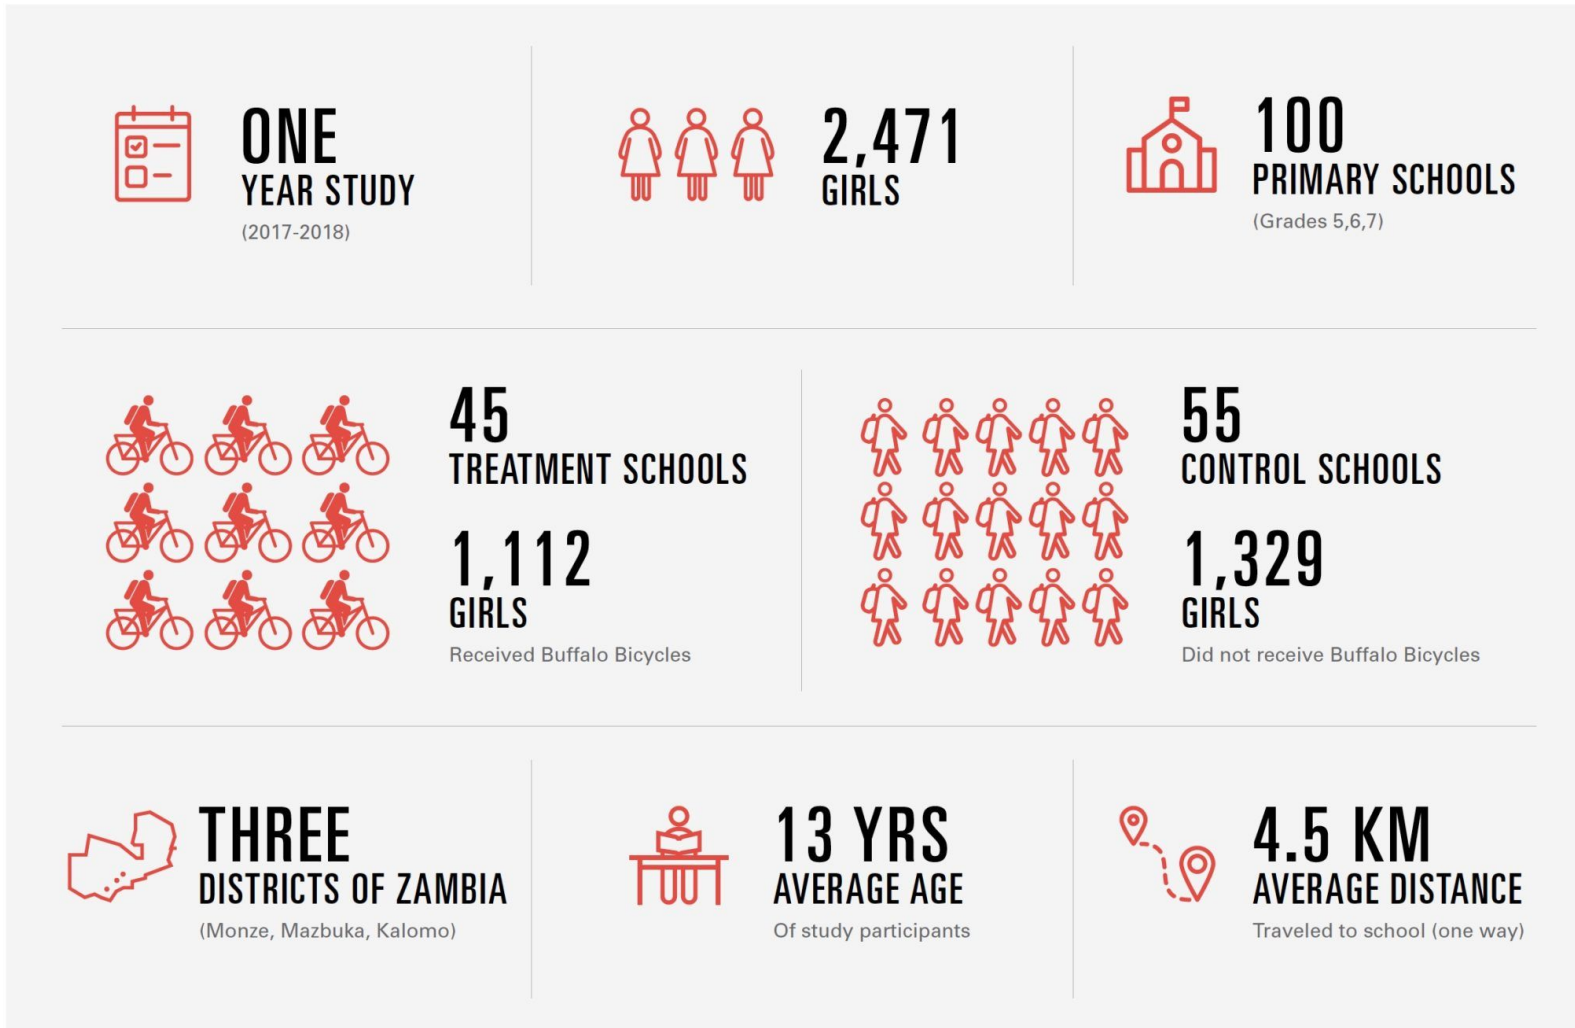 ONE
YEAR STUDY
(2017-2018)
2,471
GIRLS
100
PRIMARY SCHOOLS
(Grades 5,6,7)
45
TREATMENT SCHOOLS
1,112
GIRLS
Received Buffalo Bicycles
55
CONTROL SCHOOLS
1,329
GIRLS
Did not receive Buffalo Bicycles
THREE
DISTRICTS OF ZAMBIA
(Monze, Mazbuka, Kalomo)
13 YRS
AVERAGE AGE
Of study participants
4.5 KM
AVERAGE DISTANCE
Traveled to school (one way)